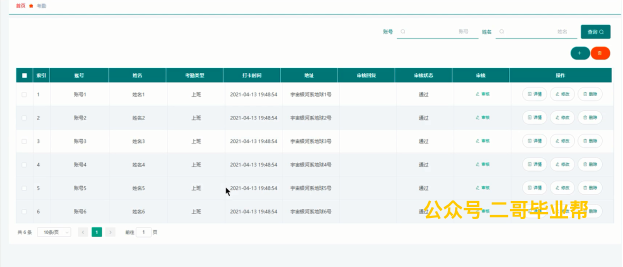 首页 考勤
账号 账号 姓名 姓名 查询
索引 账号 姓名 考勤类型 打卡时间 地址 审核回复 审核状态 审核 操作
1 账号1 姓名1 上班 2021-04-13 19:48:54 宇宙银河系地球1号 通过 审核 详情 修改 删除
2 账号2 姓名2 上班 2021-04-13 19:48:54 宇宙银河系地球2号 通过 审核 详情 修改 删除
3 账号3 姓名3 上班 2021-04-13 19:48:54 宇宙银河系地球3号 通过 审核 详情 修改 删除
4 账号4 姓名4 上班 2021-04-13 19:48:54 宇宙银河系地球4号 通过 审核 详情 修改 删除
5 账号5 姓名5 上班 2021-04-13 19:48:54 宇宙银河系地球5号 通过 审核 详情 修改 删除
6 账号6 姓名6 上班 2021-04-13 19:48:54 宇宙银河系地球6号 通过
公众号 二哥毕业帮
共 6 条 10条/页 1 前往 1 页